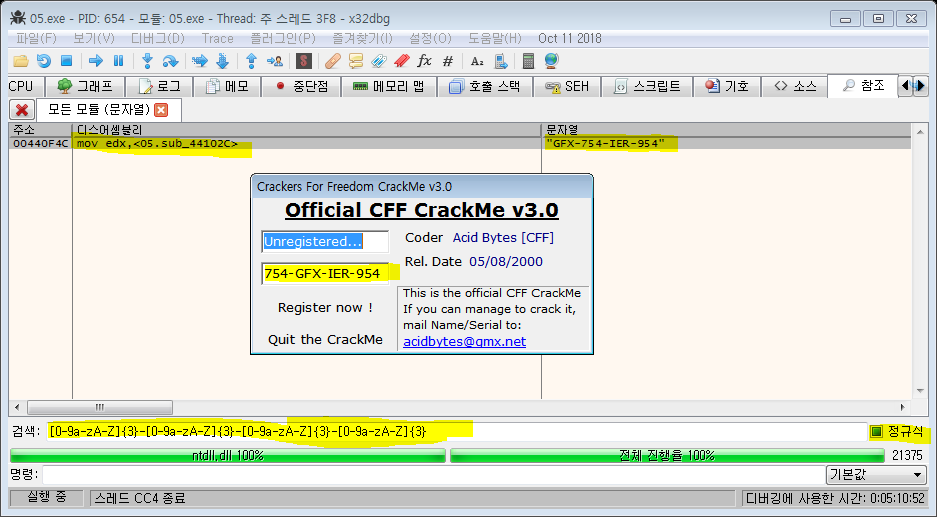 05.exe - PID: 654 - 모듈: 05.exe - Thread: 주 스레드 3F8 - x32dbg
파일(F) 보기(V) 디버그(D) Trace 플러그인(P) 즐겨찾기(I) 설정(O) 도움말(H) Oct 11 2018
CPU 그래프 로그 메모 중단점 메모리 맵 호출 스택 SEH 스크립트 기호 소스 참조
모든 모듈 (문자열)
주소 디스어셈블리 문자열
00440F4C mov edx,<05.sub_44102C> "GFX-754-IER-954"
Crackers For Freedom CrackMe v3.0
Official CFF CrackMe v3.0
Unregistered... Coder Acid Bytes [CFF]
Rel. Date 05/08/2000
754-GFX-IER-954
This is the official CFF CrackMe
Register now ! If you can manage to crack it,
mail Name/Serial to:
Quit the CrackMe acidbytes@gmx.net
검색: [0-9a-zA-Z]{3}-[0-9a-zA-Z]{3}-[0-9a-zA-Z]{3}-[0-9a-zA-Z]{3} 정규식
ntdll.dll 100% 전체 진행율 100% 21375
명령: 기본값
실행 중 스레드 CC4 종료 디버깅에 사용한 시간: 0:05:10:52